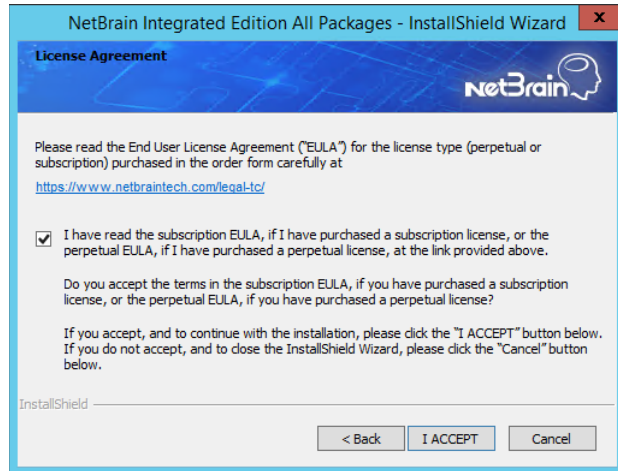 NetBrain Integrated Edition All Packages - InstallShield Wizard
x
License Agreement
NetBrain
Please read the End User License Agreement ("EULA") for the license type (perpetual or
subscription) purchased in the order form carefully at
https://www.netbraintech.com/legal-tc/
I have read the subscription EULA, if I have purchased a subscription license, or the
perpetual EULA, if I have purchased a perpetual license, at the link provided above.
Do you accept the terms in the subscription EULA, if you have purchased a subscription
license, or the perpetual EULA, if you have purchased a perpetual license?
If you accept, and to continue with the installation, please click the "I ACCEPT" button below.
If you do not accept, and to close the InstallShield Wizard, please click the "Cancel" button
below.
InstallShield
< Back I ACCEPT Cancel